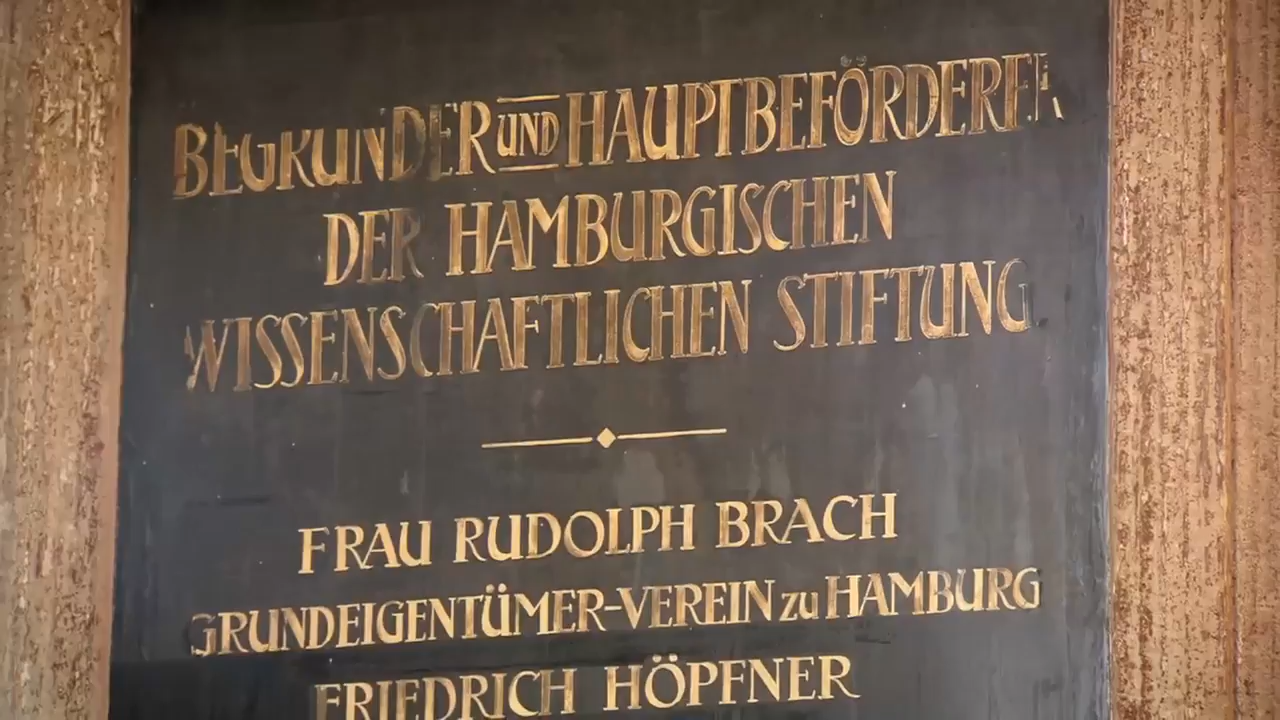 BEGRÜNDER UND HAUPTBEFÖRDERER
DER HAMBURGISCHEN
WISSENSCHAFTLICHEN STIFTUNG
FRAU RUDOLPH BRACH
GRUNDEIGENTÜMER-VEREIN zu HAMBURG
FRIEDRICH HÖPFNER